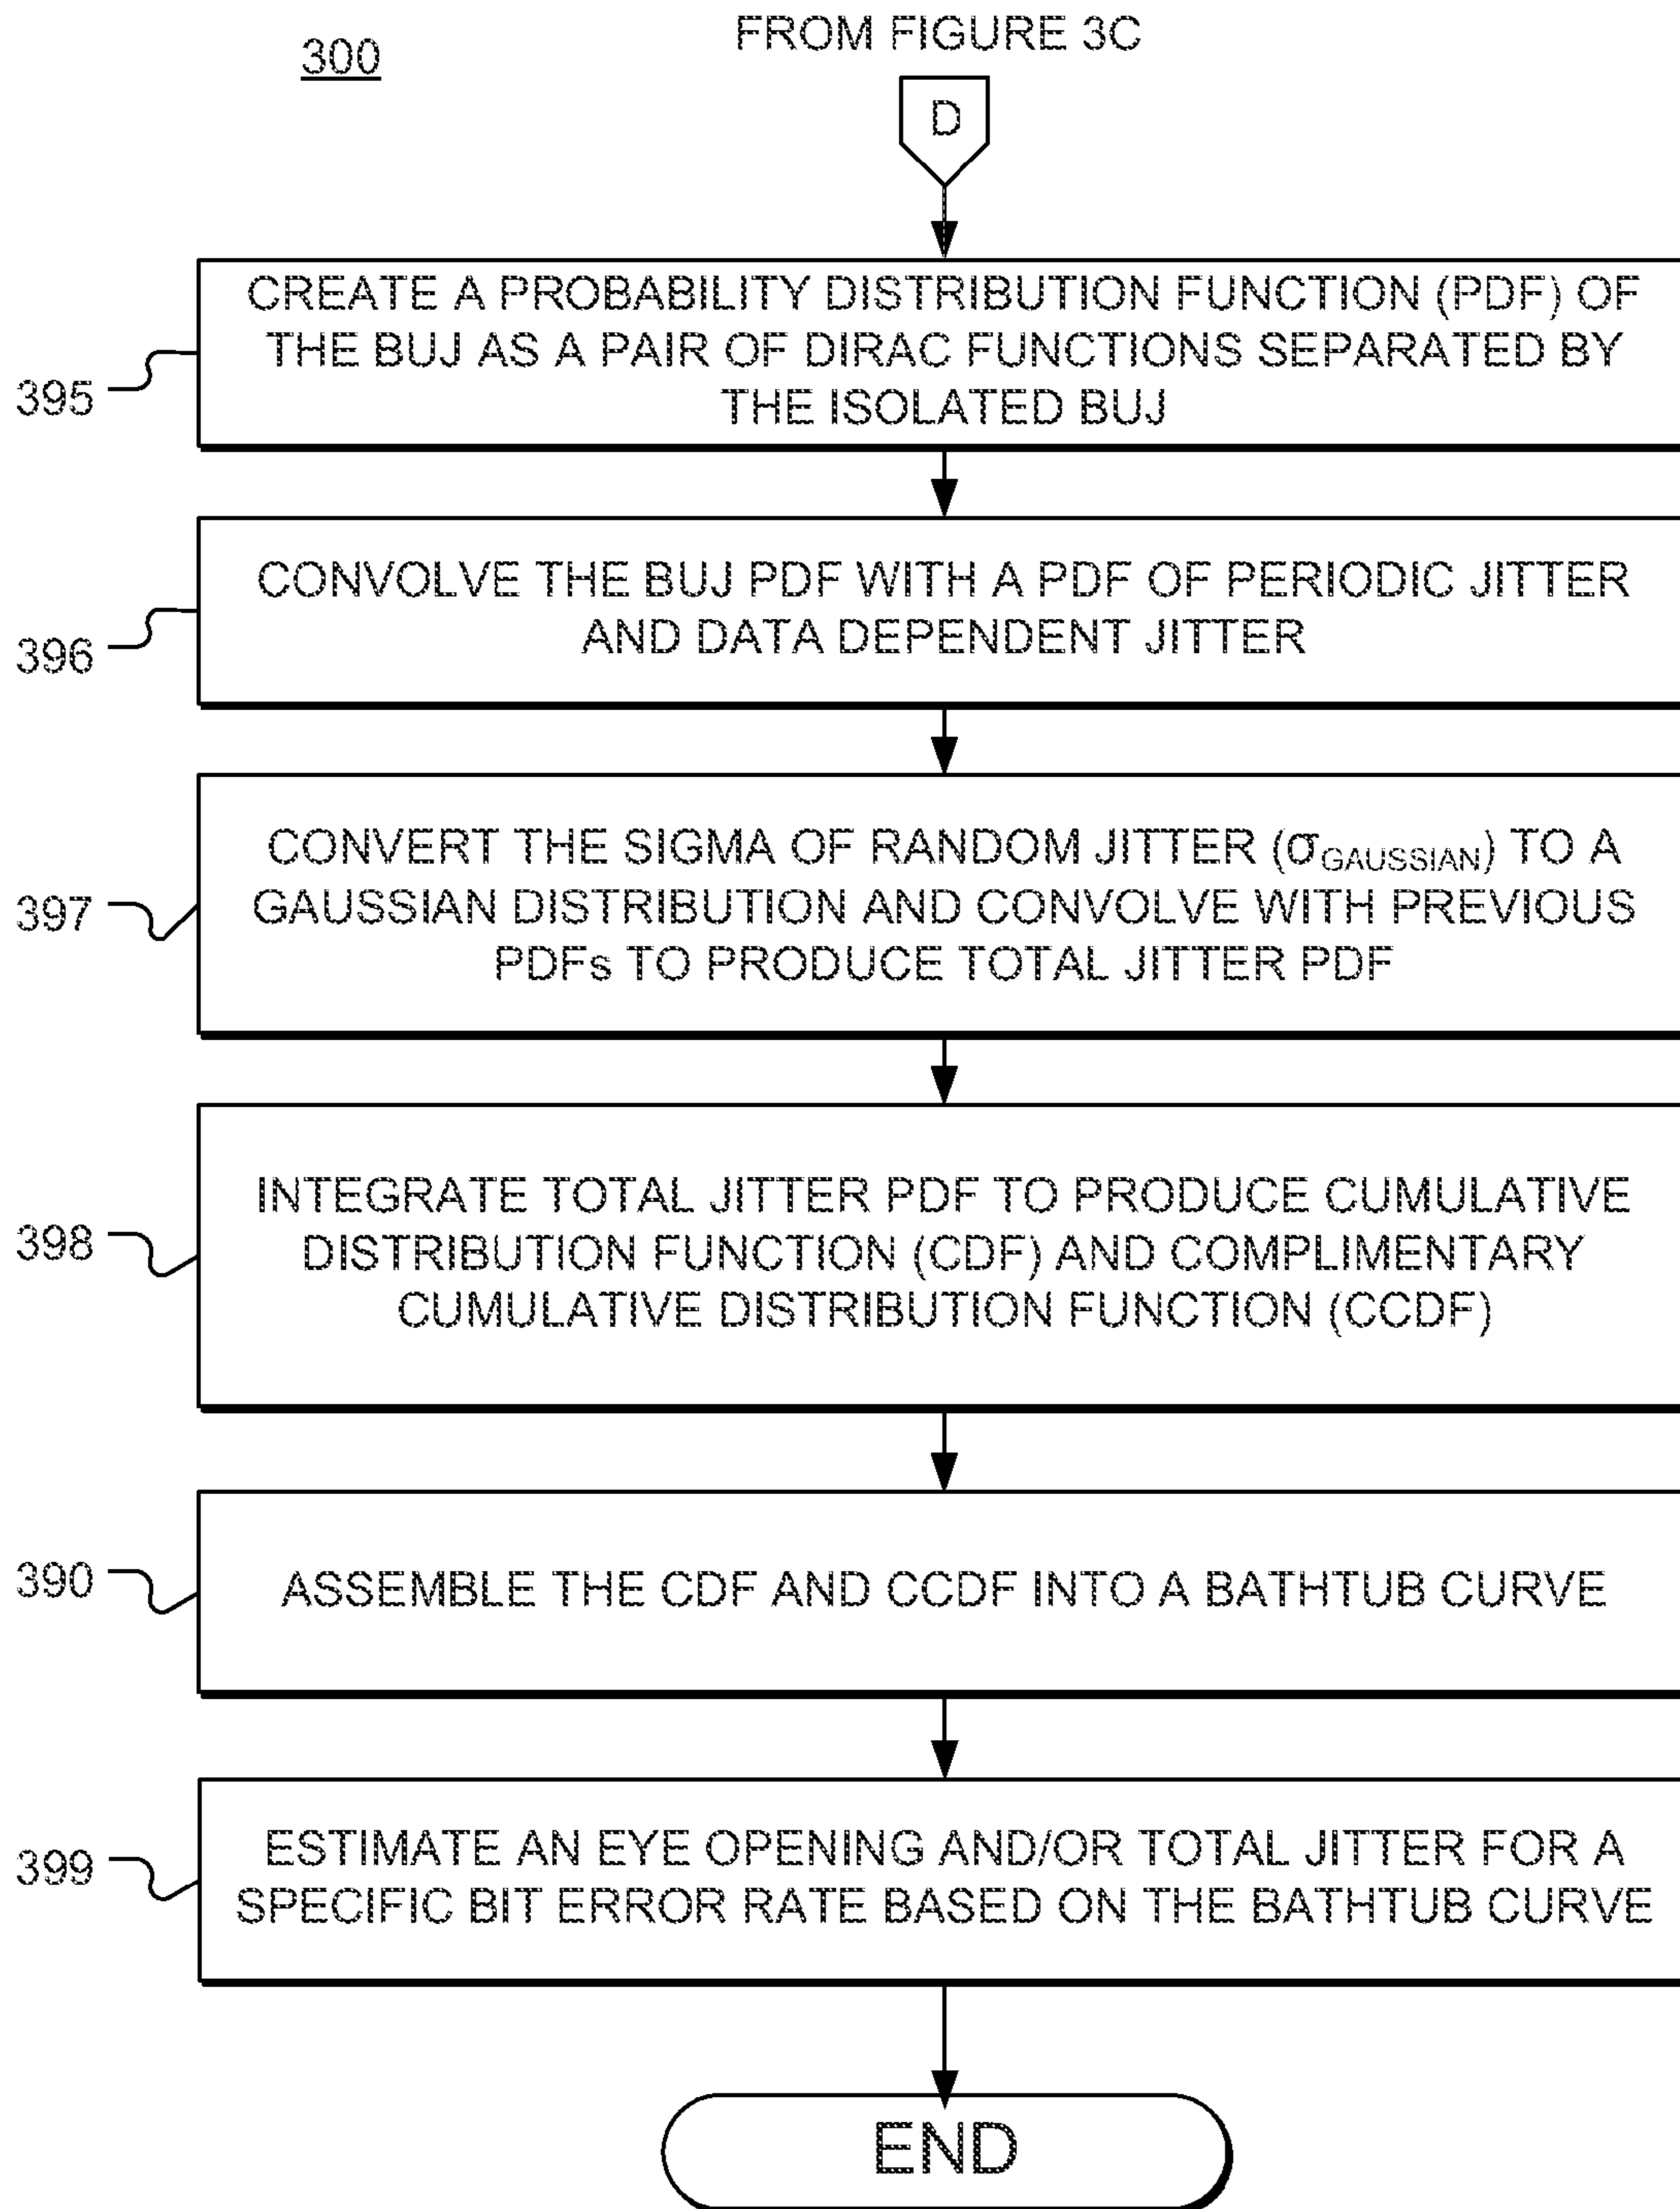 300
FROM FIGURE 3C
D
CREATE A PROBABILITY DISTRIBUTION FUNCTION (PDF) OF
THE BUJ AS A PAIR OF DIRAC FUNCTIONS SEPARATED BY
THE ISOLATED BUJ
395
CONVOLVE THE BUJ PDF WITH A PDF OF PERIODIC JITTER
AND DATA DEPENDENT JITTER
396
CONVERT THE SIGMA OF RANDOM JITTER (σGAUSSIAN) TO A
GAUSSIAN DISTRIBUTION AND CONVOLVE WITH PREVIOUS
PDFs TO PRODUCE TOTAL JITTER PDF
397
INTEGRATE TOTAL JITTER PDF TO PRODUCE CUMULATIVE
DISTRIBUTION FUNCTION (CDF) AND COMPLIMENTARY
CUMULATIVE DISTRIBUTION FUNCTION (CCDF)
398
ASSEMBLE THE CDF AND CCDF INTO A BATHTUB CURVE
390
ESTIMATE AN EYE OPENING AND/OR TOTAL JITTER FOR A
SPECIFIC BIT ERROR RATE BASED ON THE BATHTUB CURVE
399
END